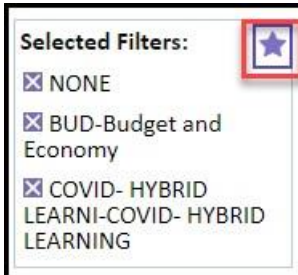 Selected Filters:
NONE
BUD-Budget and
Economy
COVID- HYBRID
LEARNI-COVID- HYBRID
LEARNING